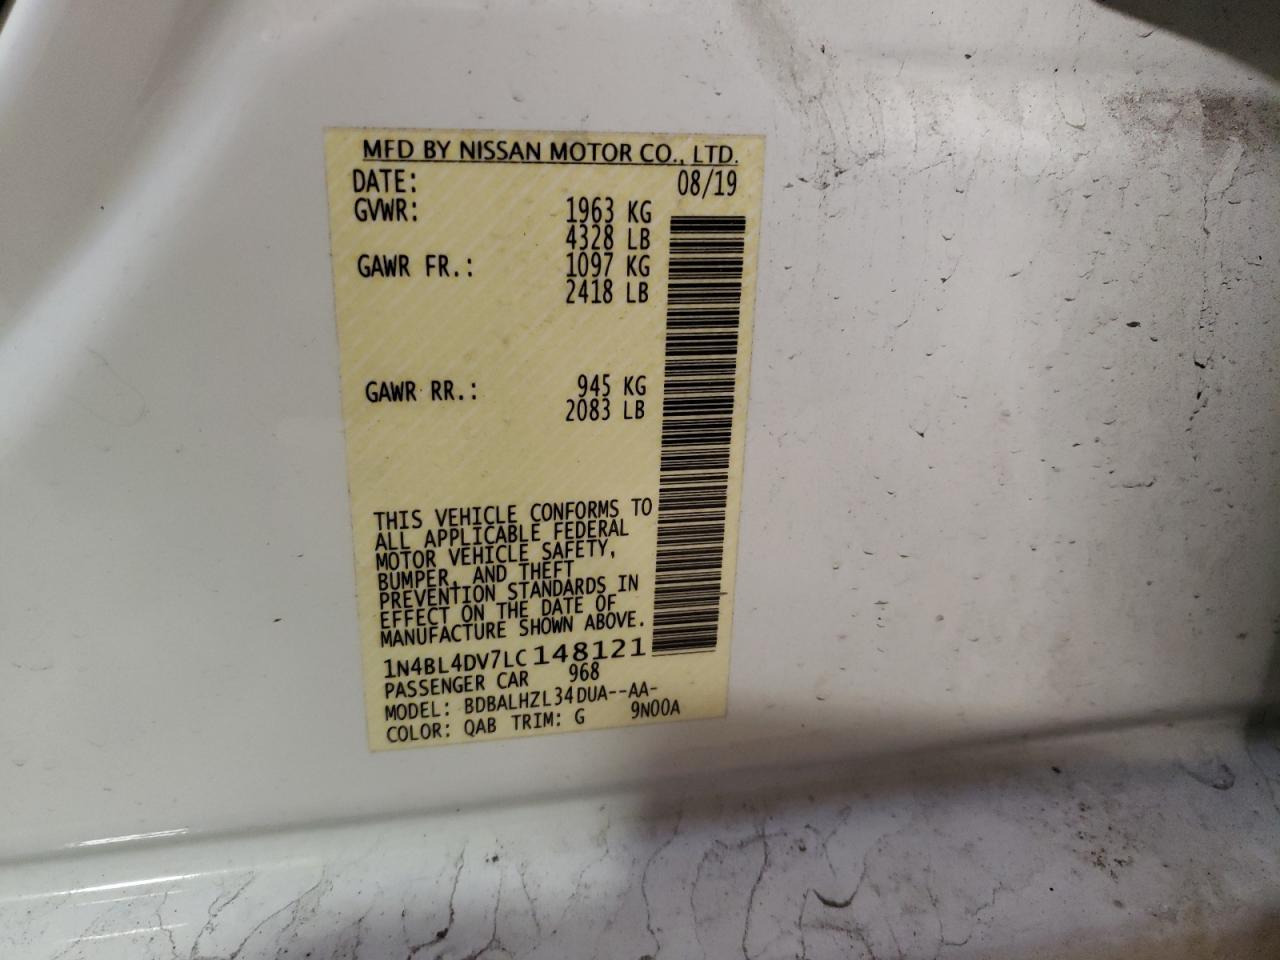 MFD BY NISSAN MOTOR CO., LTD.
DATE: 08/19
GVWR: 1963 KG
4328 LB
GAWR FR.: 1097 KG
2418 LB
GAWR RR.: 945 KG
2083 LB
THIS VEHICLE CONFORMS TO
ALL APPLICABLE FEDERAL
MOTOR VEHICLE SAFETY,
BUMPER, AND THEFT
PREVENTION STANDARDS IN
EFFECT ON THE DATE OF
MANUFACTURE SHOWN ABOVE.
1N4BL4DV7LC148121
PASSENGER CAR 968
MODEL: BDBALHZL34DUA--AA-
COLOR: QAB TRIM: G 9N00A